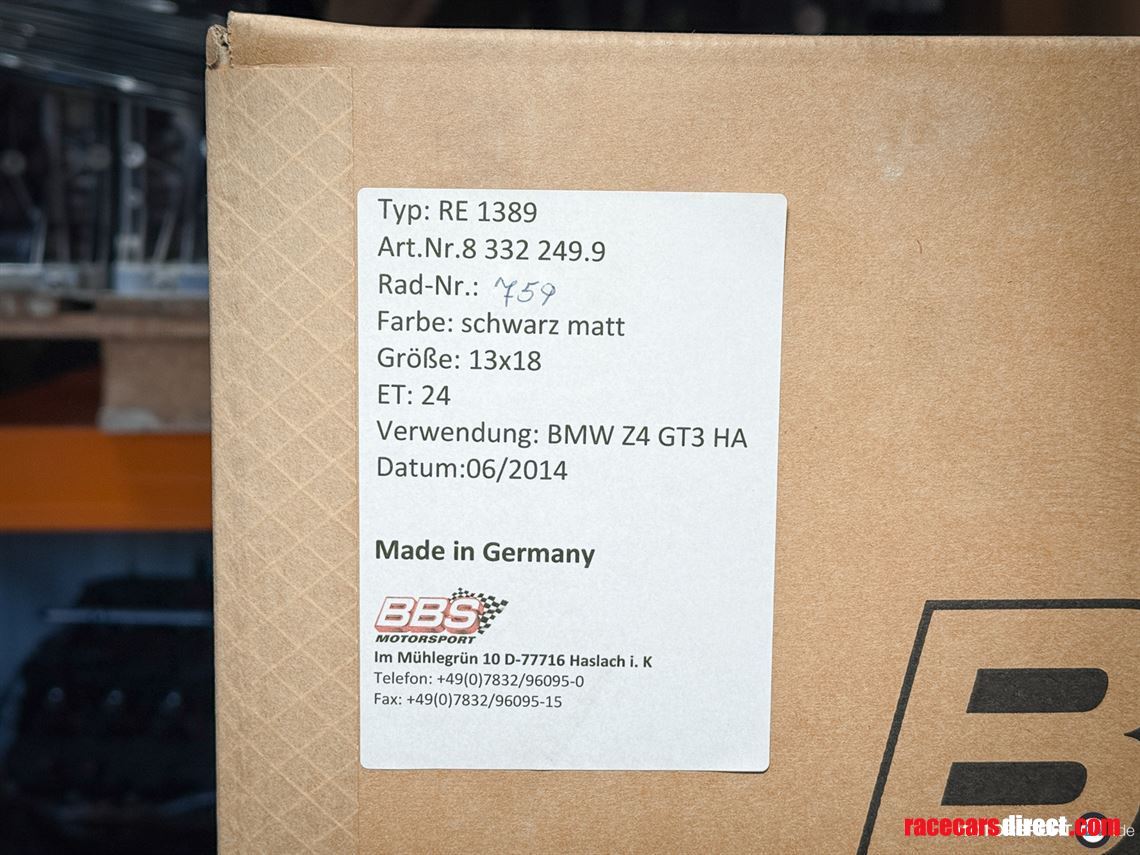 Typ: RE 1389
Art.Nr.8 332 249.9
Rad-Nr.: 759
Farbe: schwarz matt
Größe: 13x18
ET: 24
Verwendung: BMW Z4 GT3 HA
Datum:06/2014
Made in Germany
BBS
MOTORSPORT
Im Mühlegrün 10 D-77716 Haslach i. K
Telefon: +49(0)7832/96095-0
Fax: +49(0)7832/96095-15
B
racecarsdirect.com